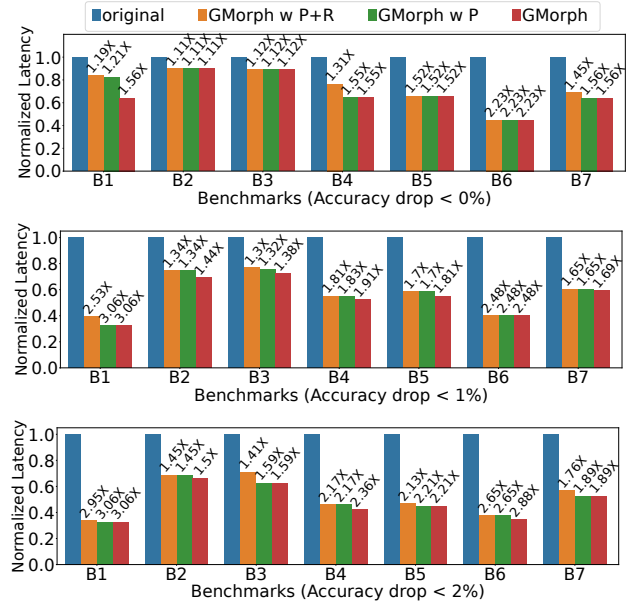 original GMorph w P+R GMorph w P GMorph
Normalized Latency
1.0
0.8
0.6
0.4
0.2
0.0
1.19X 1.21X 1.56X 1.11X 1.11X 1.11X 1.12X 1.12X 1.12X 1.31X 1.55X 1.55X 1.52X 1.52X 1.52X 2.23X 2.23X 2.23X 1.45X 1.56X 1.56X
B1 B2 B3 B4 B5 B6 B7
Benchmarks (Accuracy drop < 0%)
Normalized Latency
1.0
0.8
0.6
0.4
0.2
0.0
2.53X 3.06X 3.06X 1.34X 1.34X 1.44X 1.3X 1.32X 1.38X 1.81X 1.83X 1.91X 1.7X 1.7X 1.81X 2.48X 2.48X 2.48X 1.65X 1.65X 1.69X
B1 B2 B3 B4 B5 B6 B7
Benchmarks (Accuracy drop < 1%)
Normalized Latency
1.0
0.8
0.6
0.4
0.2
0.0
2.95X 3.06X 3.06X 1.45X 1.45X 1.5X 1.41X 1.59X 1.59X 2.17X 2.17X 2.36X 2.13X 2.21X 2.21X 2.65X 2.65X 2.88X 1.76X 1.89X 1.89X
B1 B2 B3 B4 B5 B6 B7
Benchmarks (Accuracy drop < 2%)